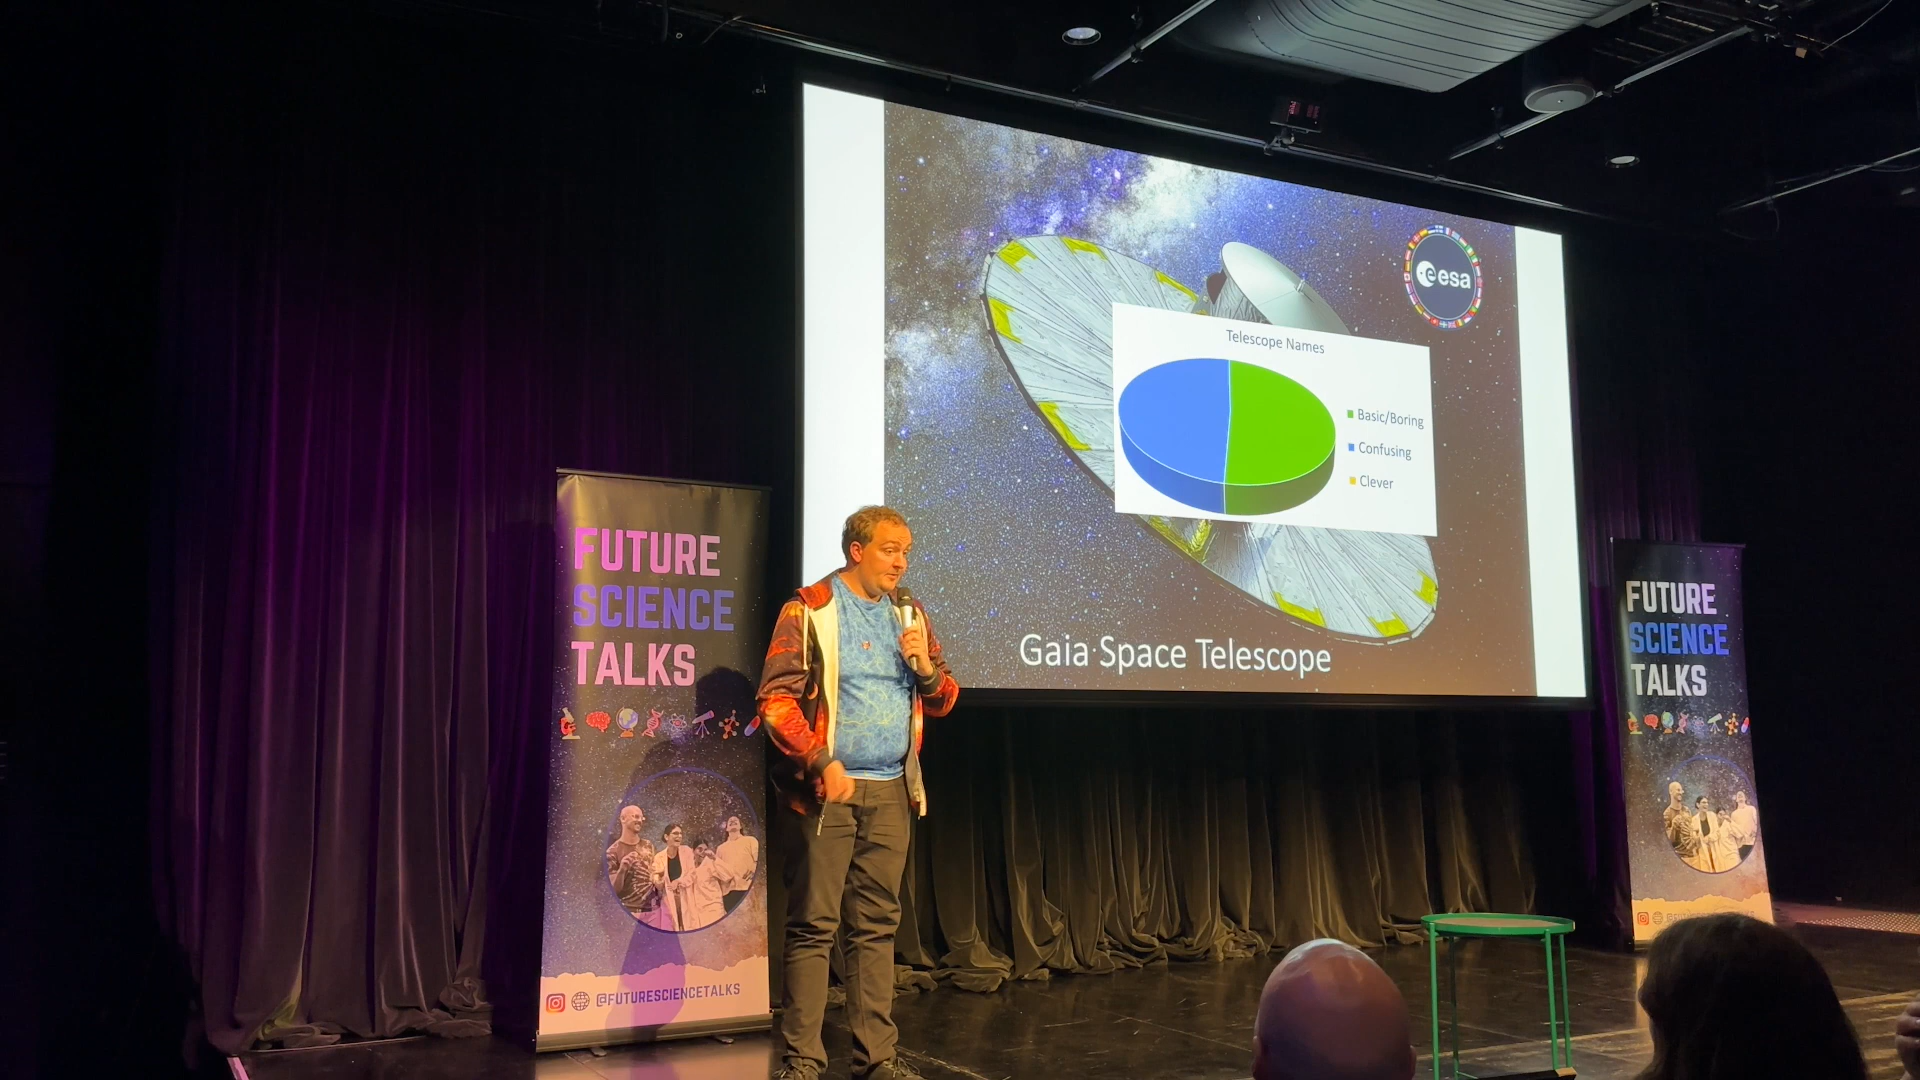 esa
Telescope Names
Basic/Boring
Confusing
Clever
Gaia Space Telescope
FUTURE
SCIENCE
TALKS
@FUTURESCIENCETALKS
FUTURE
SCIENCE
TALKS